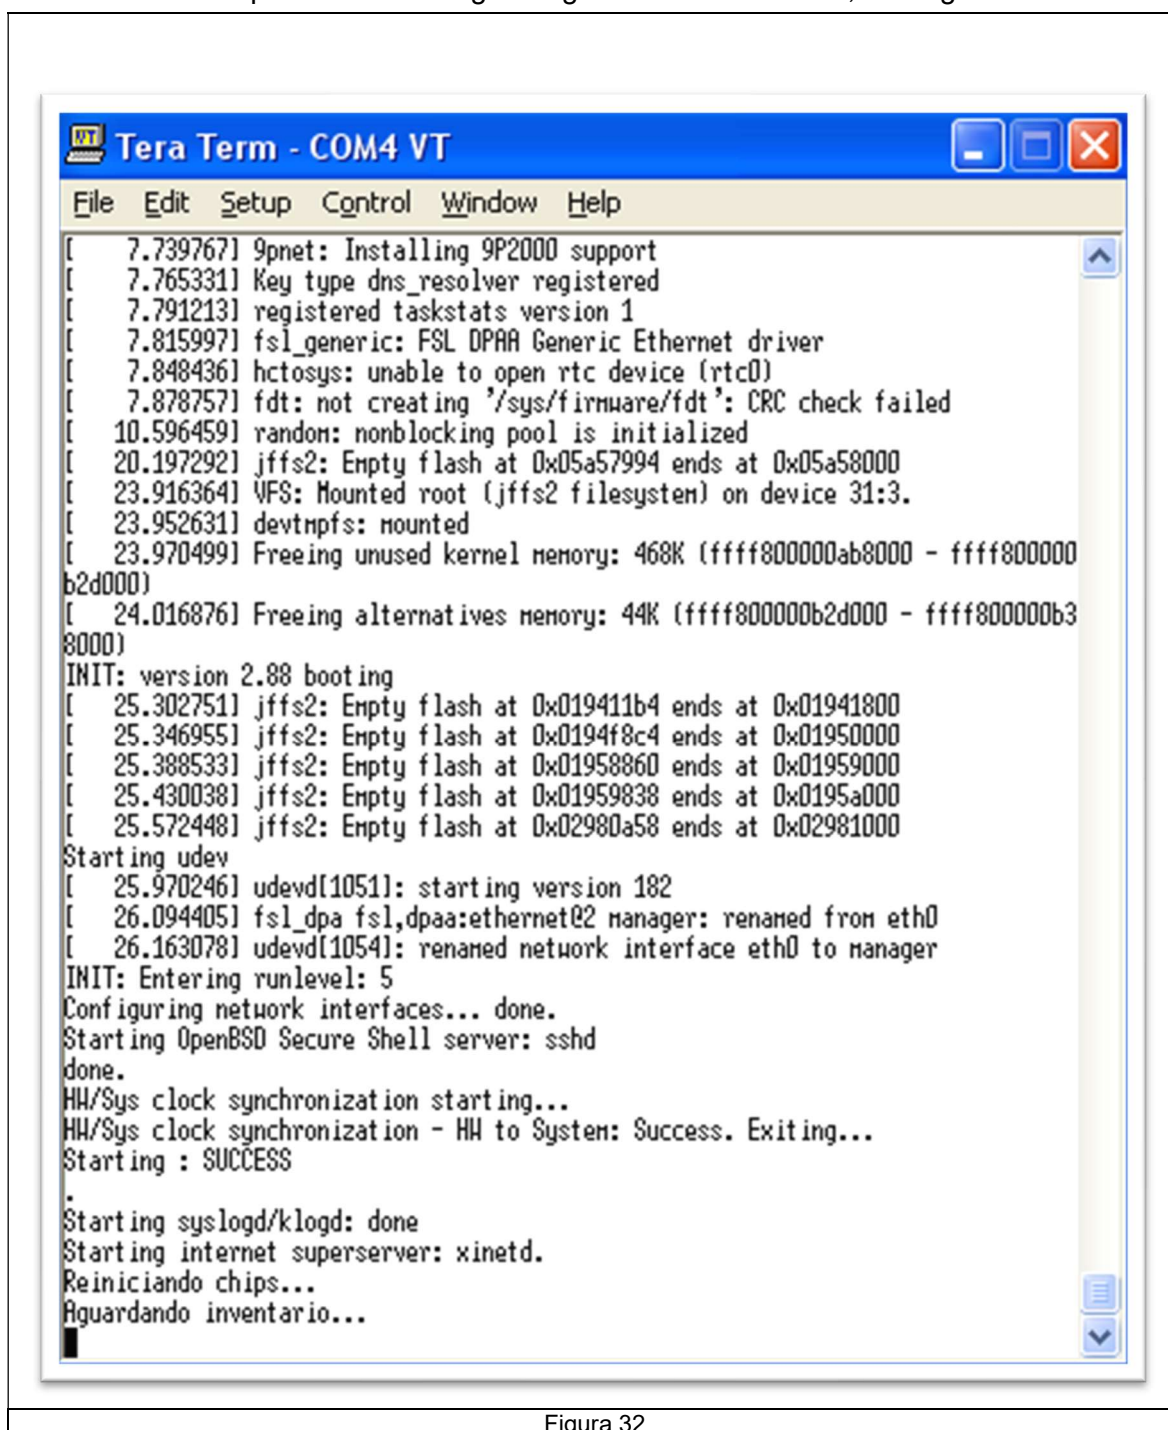 Tera Term - COM4 VT
File Edit Setup Control Window Help
[    7.739767] 9pnet: Installing 9P2000 support
[    7.765331] Key type dns_resolver registered
[    7.791213] registered taskstats version 1
[    7.815997] fsl_generic: FSL DPAA Generic Ethernet driver
[    7.848436] hctosys: unable to open rtc device (rtc0)
[    7.878757] fdt: not creating '/sys/firmware/fdt': CRC check failed
[   10.596459] random: nonblocking pool is initialized
[   20.197292] jffs2: Empty flash at 0x05a57994 ends at 0x05a58000
[   23.916364] VFS: Mounted root (jffs2 filesystem) on device 31:3.
[   23.952631] devtmpfs: mounted
[   23.970499] Freeing unused kernel memory: 468K (ffff800000ab8000 - ffff800000
b2d000)
[   24.016876] Freeing alternatives memory: 44K (ffff800000b2d000 - ffff800000b3
8000)
INIT: version 2.88 booting
[   25.302751] jffs2: Empty flash at 0x019411b4 ends at 0x01941800
[   25.346955] jffs2: Empty flash at 0x0194f8c4 ends at 0x01950000
[   25.388533] jffs2: Empty flash at 0x01958860 ends at 0x01959000
[   25.430038] jffs2: Empty flash at 0x01959838 ends at 0x0195a000
[   25.572448] jffs2: Empty flash at 0x02980a58 ends at 0x02981000
Starting udev
[   25.970246] udevd[1051]: starting version 182
[   26.094405] fsl_dpa fsl,dpaa:ethernet@2 manager: renamed from eth0
[   26.163078] udevd[1054]: renamed network interface eth0 to manager
INIT: Entering runlevel: 5
Configuring network interfaces... done.
Starting OpenBSD Secure Shell server: sshd
done.
HW/Sys clock synchronization starting...
HW/Sys clock synchronization - HW to System: Success. Exiting...
Starting : SUCCESS
.
Starting syslogd/klogd: done
Starting internet superserver: xinetd.
Reiniciando chips...
Aguardando inventario...
Figura 32